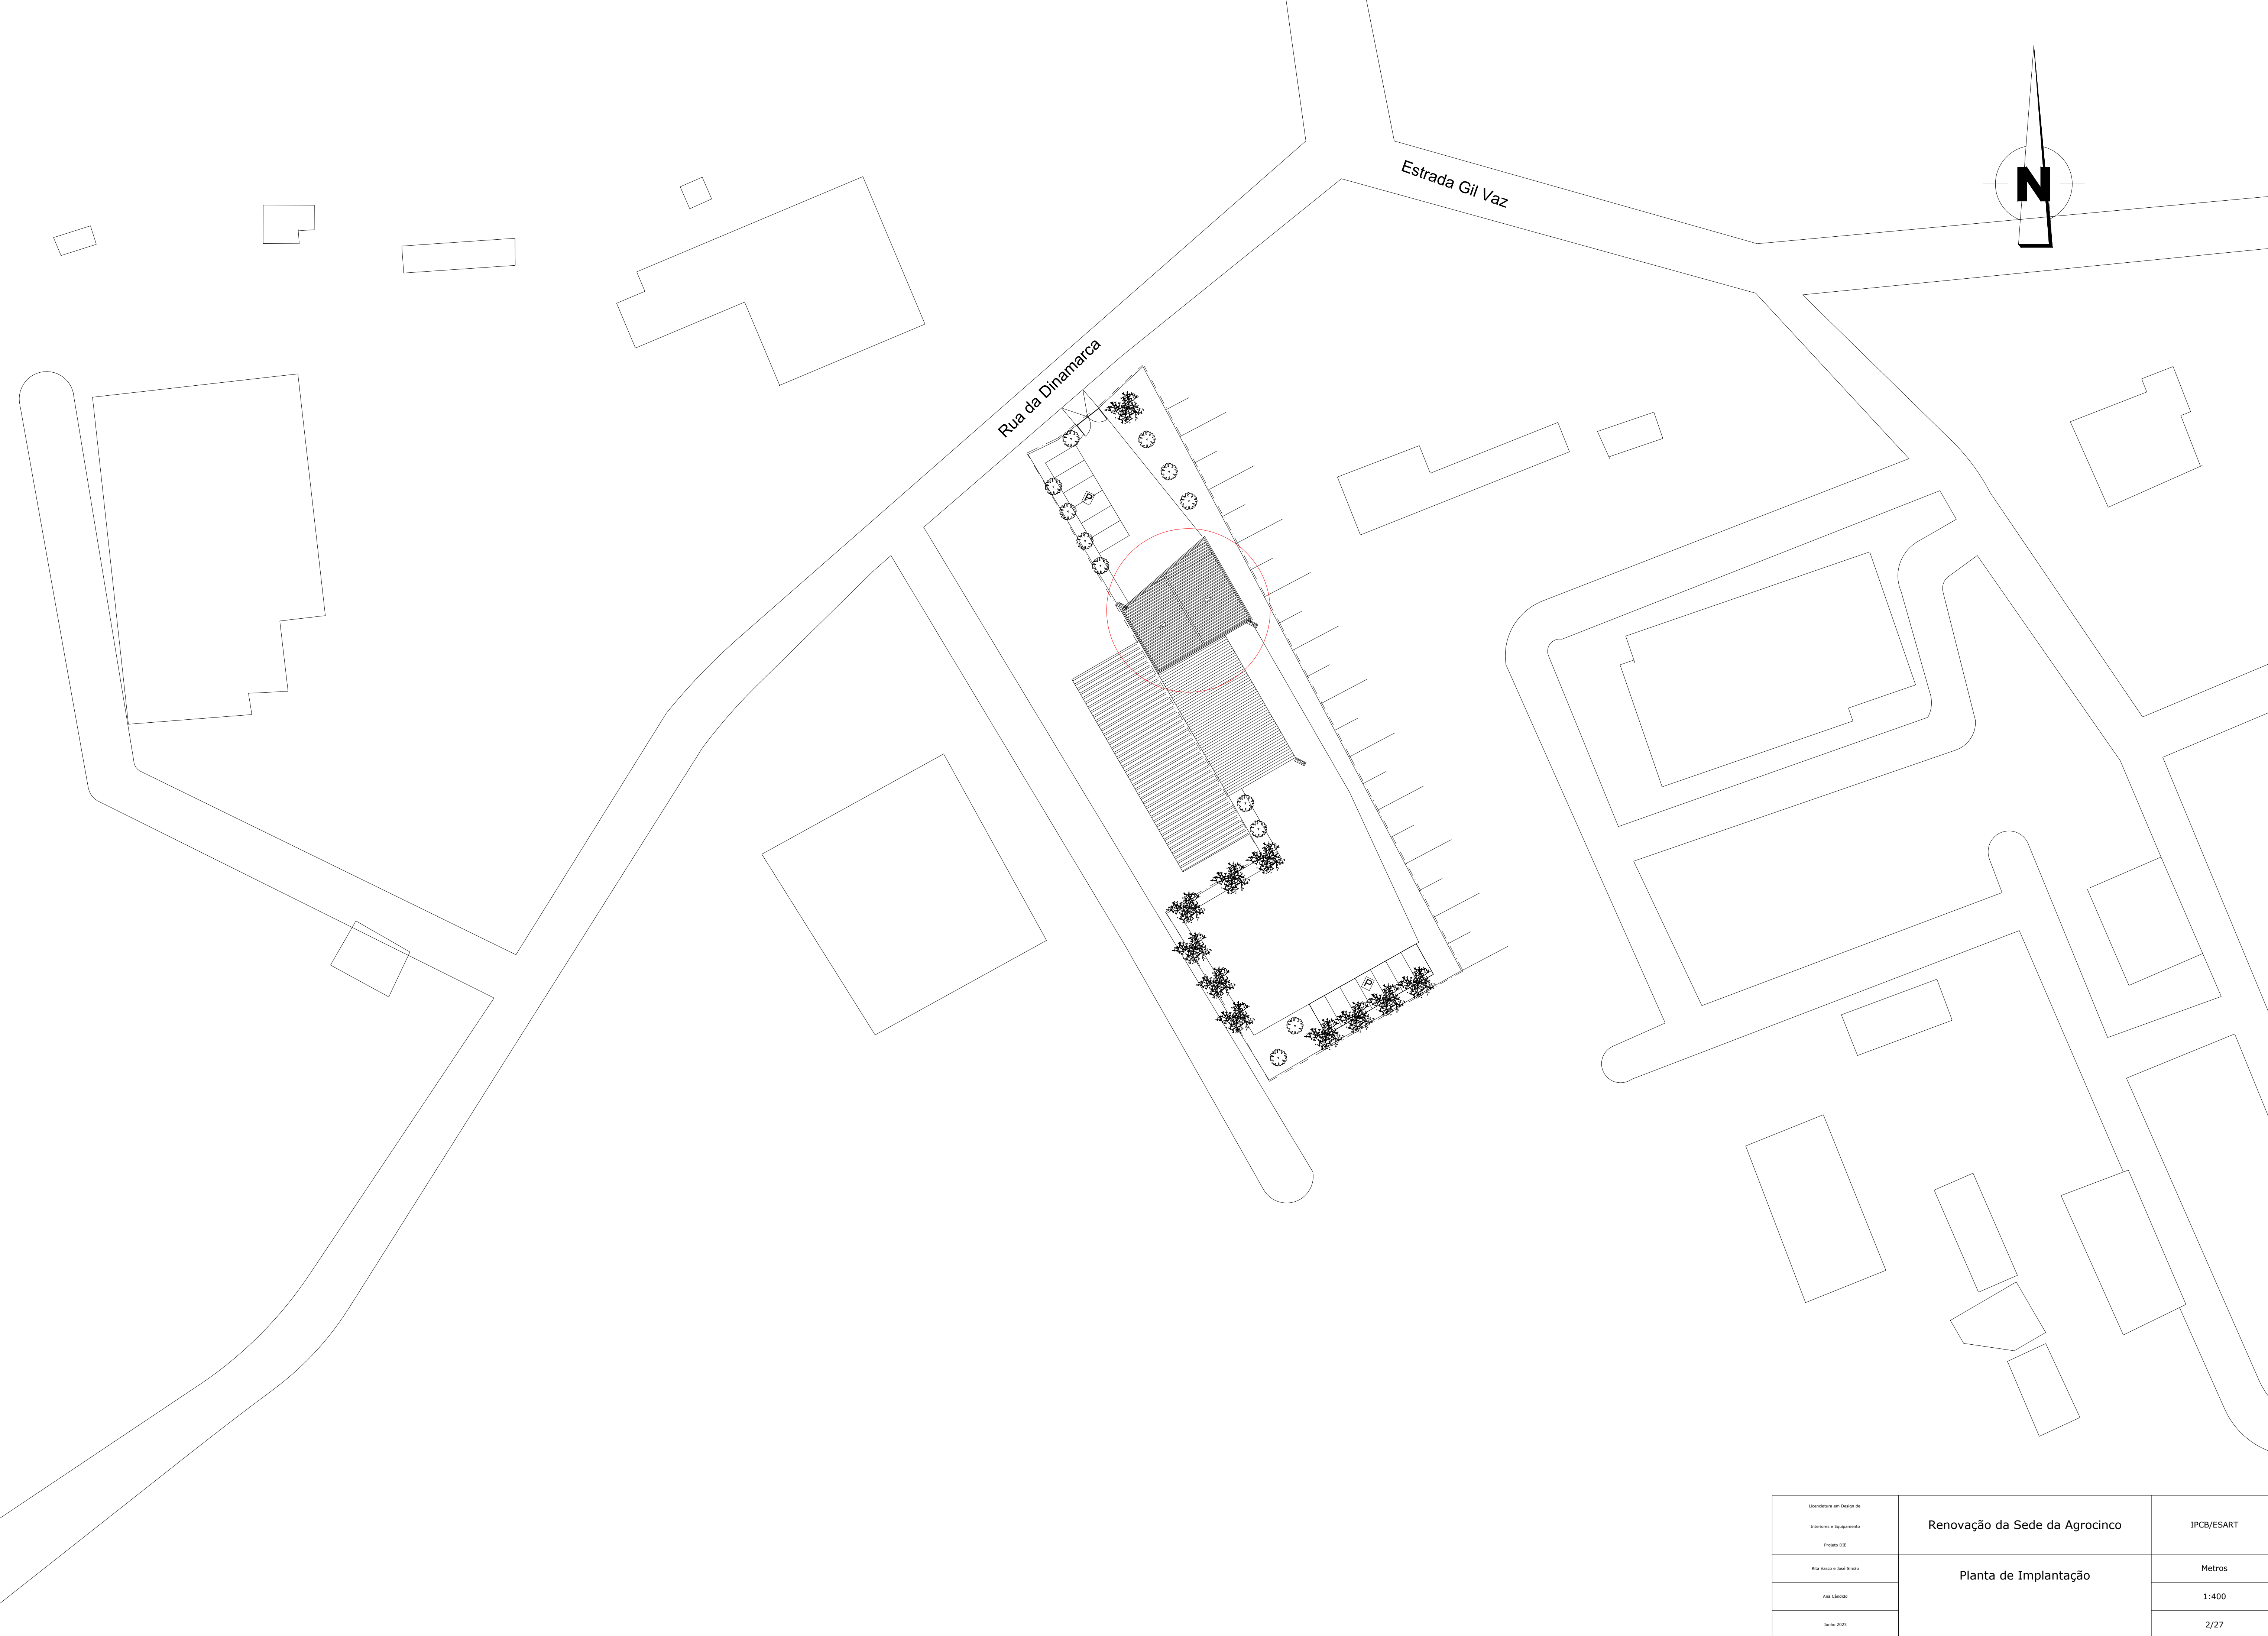 Estrada Gil Vaz
N
Rua da Dinamarca
P
P
Licenciatura em Design de
Interiores e Equipamento
Projeto DIE
Renovação da Sede da Agrocinco
IPCB/ESART
Rita Vasco e José Simão
Planta de Implantação
Metros
Ana Cândido
1:400
Junho 2023
2/27